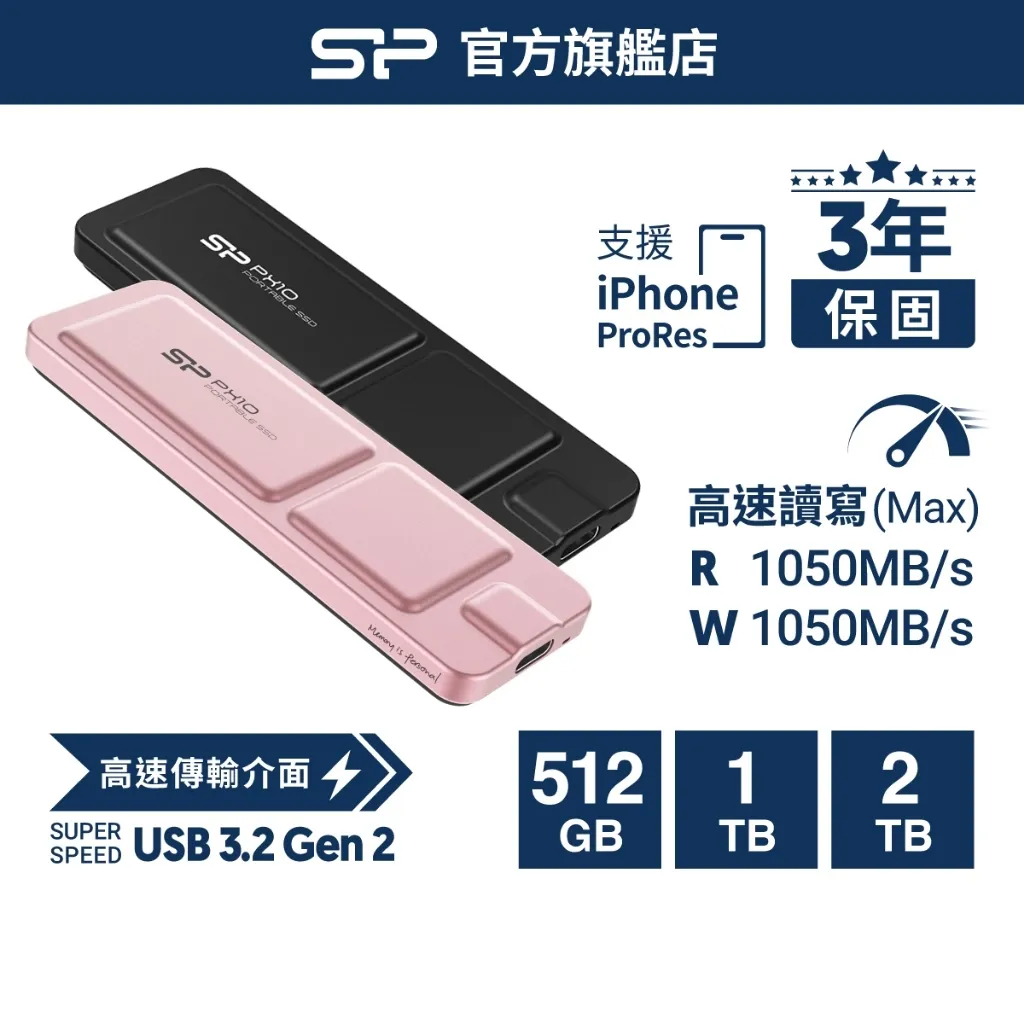 SP 官方旗艦店
SP PX10
PORTABLE SSD
SP PX10
PORTABLE SSD
Memory is personal
支援
iPhone
ProRes
3年
保固
高速讀寫(Max)
R 1050MB/s
W 1050MB/s
高速傳輸介面
SUPER SPEED USB 3.2 Gen 2
512 GB
1 TB
2 TB